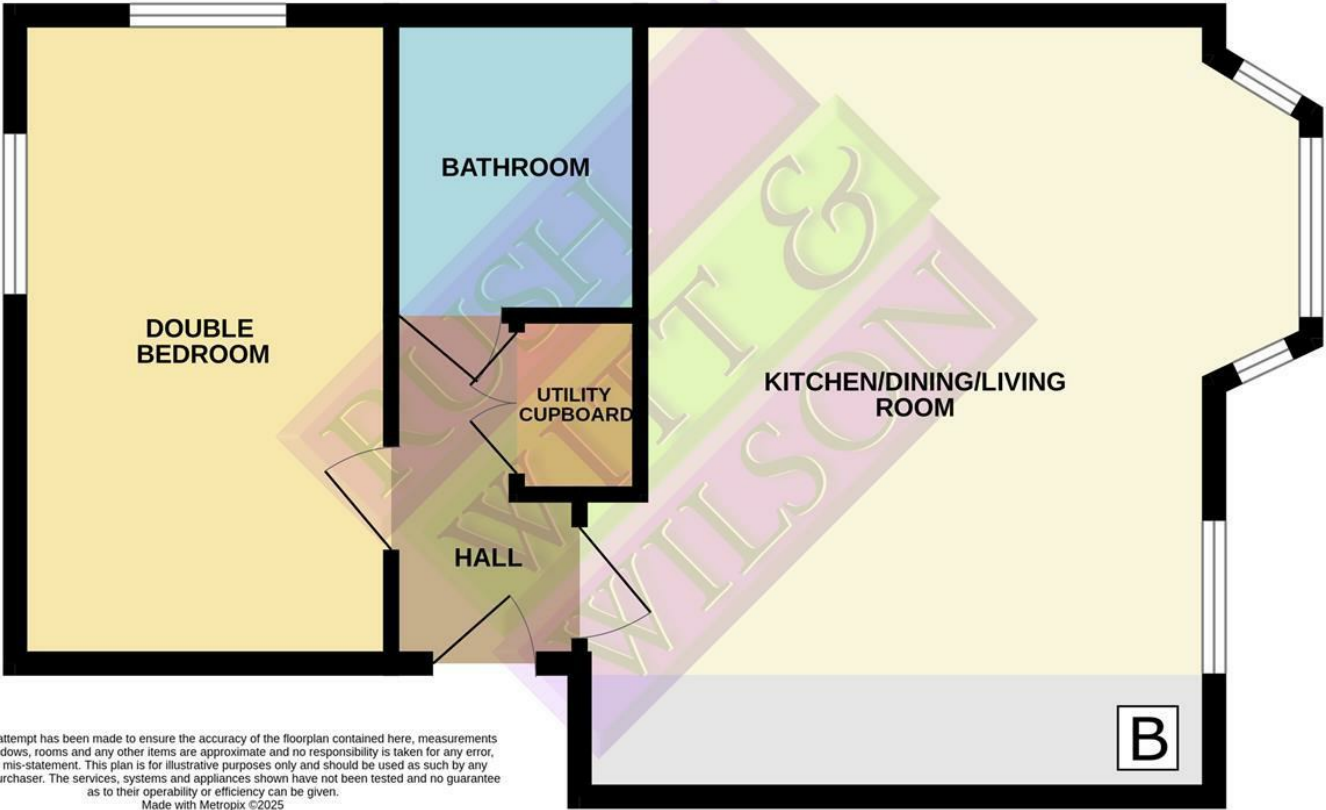 BATHROOM
DOUBLE
BEDROOM
UTILITY
CUPBOARD
KITCHEN/DINING/LIVING
ROOM
HALL
B
RUSH
WITT &
WILSON
attempt has been made to ensure the accuracy of the floorplan contained here, measurements
rooms and any other items are approximate and no responsibility is taken for any error,
mis-statement. This plan is for illustrative purposes only and should be used as such by any
The services, systems and appliances shown have not been tested and no guarantee
as to their operability or efficiency can be given.
Made with Metropix ©2025